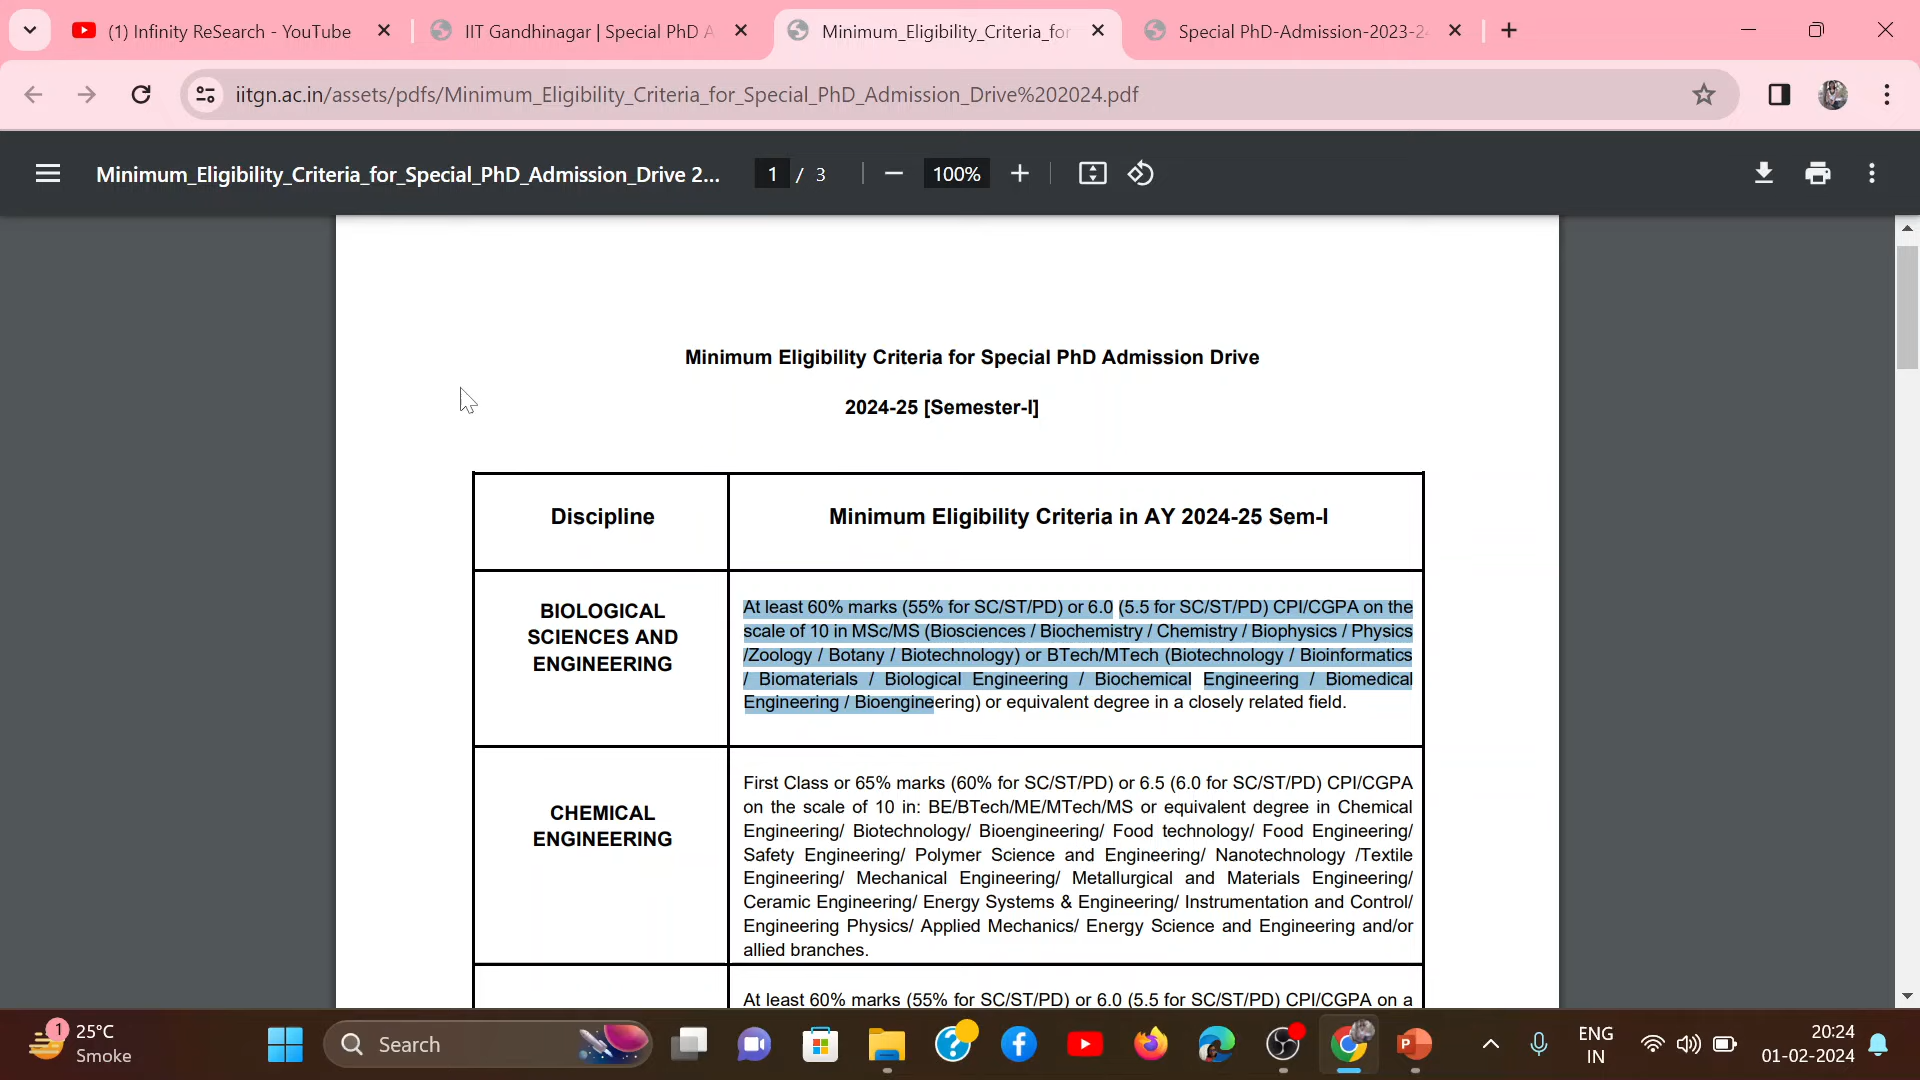 (1) Infinity ReSearch - YouTube
IIT Gandhinagar | Special PhD A
Minimum_Eligibility_Criteria_for
Special PhD-Admission-2023-2
iitgn.ac.in/assets/pdfs/Minimum_Eligibility_Criteria_for_Special_PhD_Admission_Drive%202024.pdf
Minimum_Eligibility_Criteria_for_Special_PhD_Admission_Drive 2...
1 / 3
100%
Minimum Eligibility Criteria for Special PhD Admission Drive
2024-25 [Semester-I]
Discipline
Minimum Eligibility Criteria in AY 2024-25 Sem-I
BIOLOGICAL
SCIENCES AND
ENGINEERING
At least 60% marks (55% for SC/ST/PD) or 6.0 (5.5 for SC/ST/PD) CPI/CGPA on the
scale of 10 in MSc/MS (Biosciences / Biochemistry / Chemistry / Biophysics / Physics
/Zoology / Botany / Biotechnology) or BTech/MTech (Biotechnology / Bioinformatics
/ Biomaterials / Biological Engineering / Biochemical Engineering / Biomedical
Engineering / Bioengineering) or equivalent degree in a closely related field.
CHEMICAL
ENGINEERING
First Class or 65% marks (60% for SC/ST/PD) or 6.5 (6.0 for SC/ST/PD) CPI/CGPA
on the scale of 10 in: BE/BTech/ME/MTech/MS or equivalent degree in Chemical
Engineering/ Biotechnology/ Bioengineering/ Food technology/ Food Engineering/
Safety Engineering/ Polymer Science and Engineering/ Nanotechnology /Textile
Engineering/ Mechanical Engineering/ Metallurgical and Materials Engineering/
Ceramic Engineering/ Energy Systems & Engineering/ Instrumentation and Control/
Engineering Physics/ Applied Mechanics/ Energy Science and Engineering and/or
allied branches.
At least 60% marks (55% for SC/ST/PD) or 6.0 (5.5 for SC/ST/PD) CPI/CGPA on a
1
25°C
Smoke
Search
ENG
IN
20:24
01-02-2024